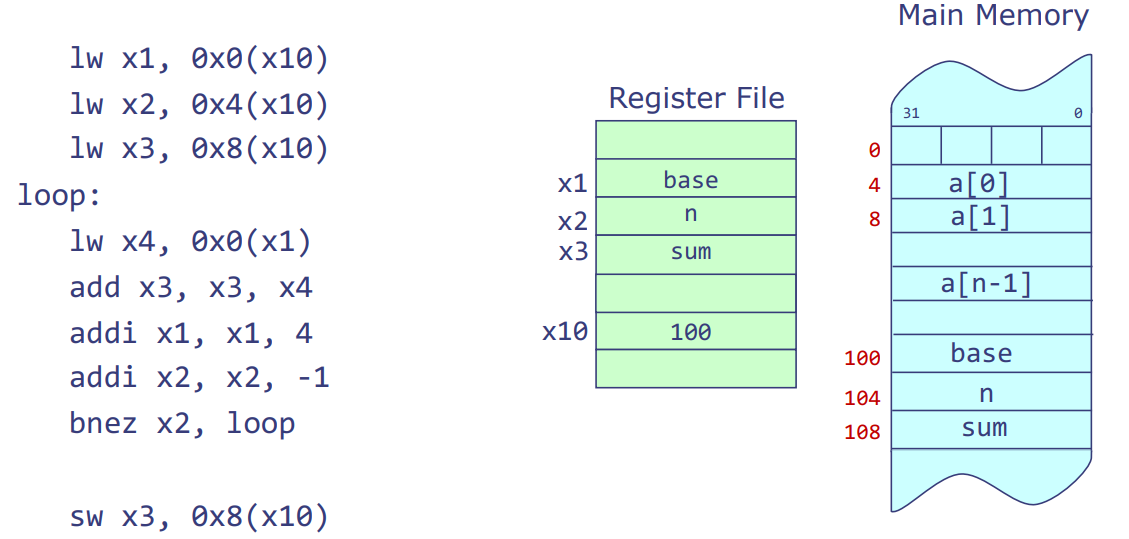 lw x1, 0x0(x10)
lw x2, 0x4(x10)
lw x3, 0x8(x10)
loop:
lw x4, 0x0(x1)
add x3, x3, x4
addi x1, x1, 4
addi x2, x2, -1
bnez x2, loop
sw x3, 0x8(x10)
Register File
x1 base
x2 n
x3 sum
x10 100
Main Memory
31 0
0
4 a[0]
8 a[1]
a[n-1]
100 base
104 n
108 sum